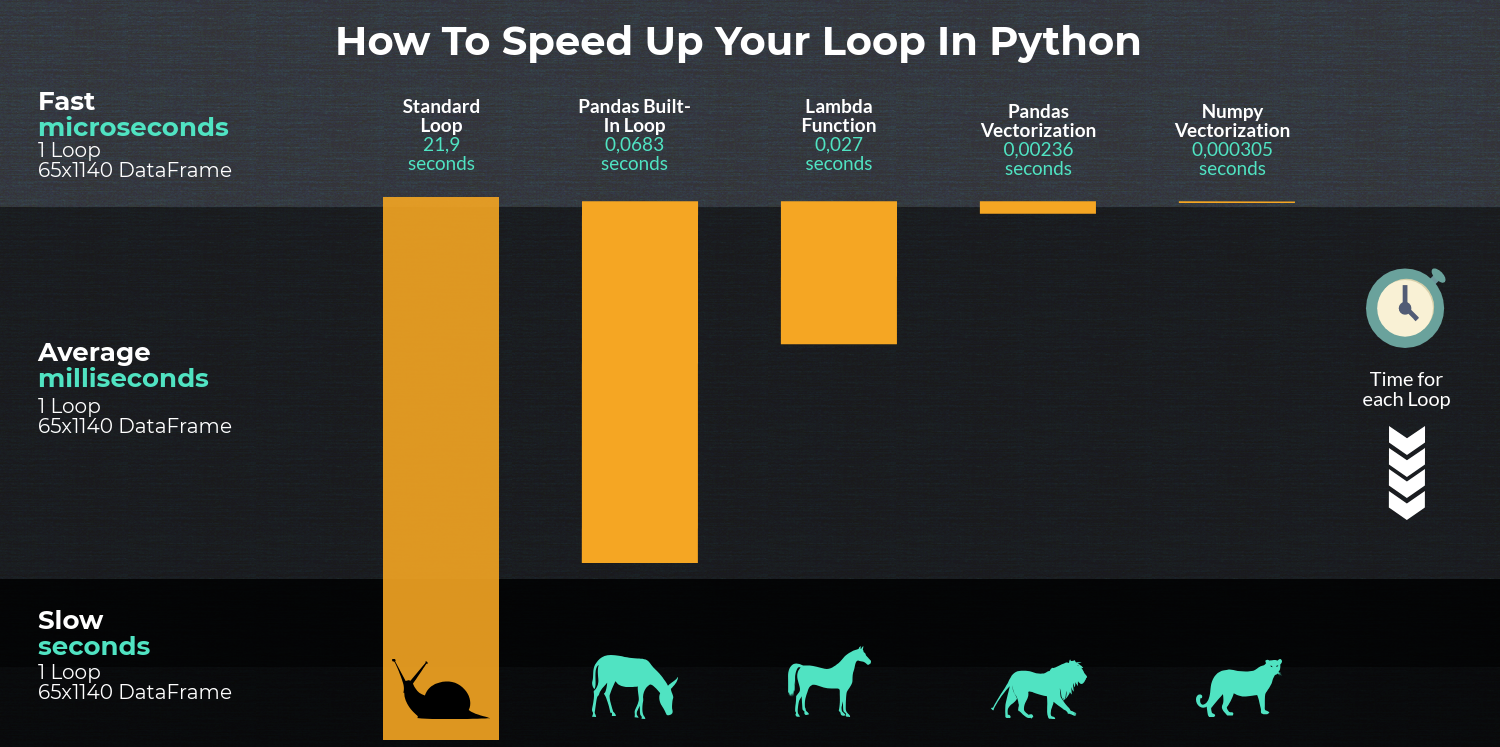 How To Speed Up Your Loop In Python
Fast
microseconds
1 Loop
65x1140 DataFrame
Standard
Loop
21,9
seconds
Pandas Built-
In Loop
0,0683
seconds
Lambda
Function
0,027
seconds
Pandas
Vectorization
0,00236
seconds
Numpy
Vectorization
0,000305
seconds
Average
milliseconds
1 Loop
65x1140 DataFrame
Time for
each Loop
Slow
seconds
1 Loop
65x1140 DataFrame